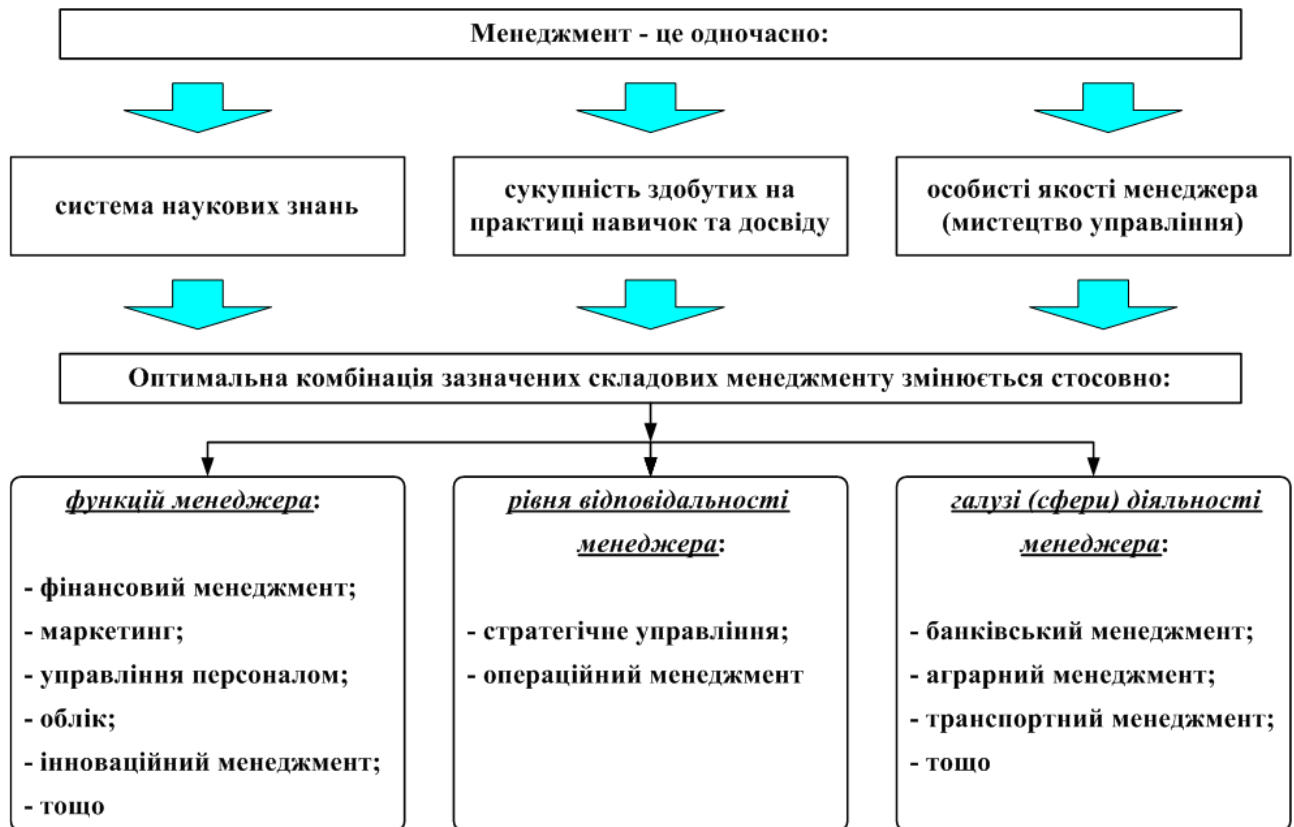 Менеджмент - це одночасно:
система наукових знань
сукупність здобутих на
практиці навичок та досвіду
особисті якості менеджера
(мистецтво управління)
Оптимальна комбінація зазначених складових менеджменту змінюється стосовно:
функцій менеджера:
- фінансовий менеджмент;
- маркетинг;
- управління персоналом;
- облік;
- інноваційний менеджмент;
- тощо
рівня відповідальності
менеджера:
- стратегічне управління;
- операційний менеджмент
галузі (сфери) діяльності
менеджера:
- банківський менеджмент;
- аграрний менеджмент;
- транспортний менеджмент;
- тощо